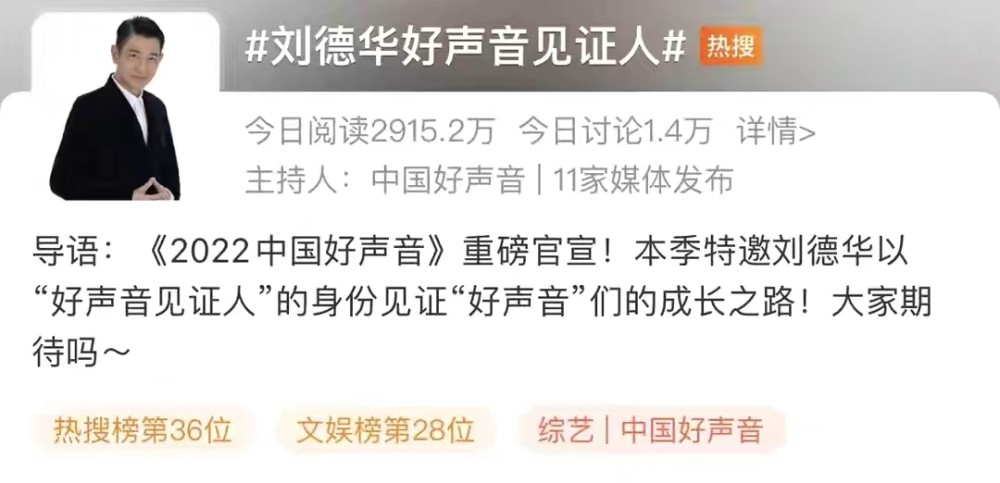 #刘德华好声音见证人# 热搜
今日阅读2915.2万 今日讨论1.4万 详情>
主持人：中国好声音 | 11家媒体发布
导语：《2022中国好声音》重磅官宣！本季特邀刘德华以
“好声音见证人”的身份见证“好声音”们的成长之路！大家期
待吗～
热搜榜第36位 文娱榜第28位 综艺 | 中国好声音